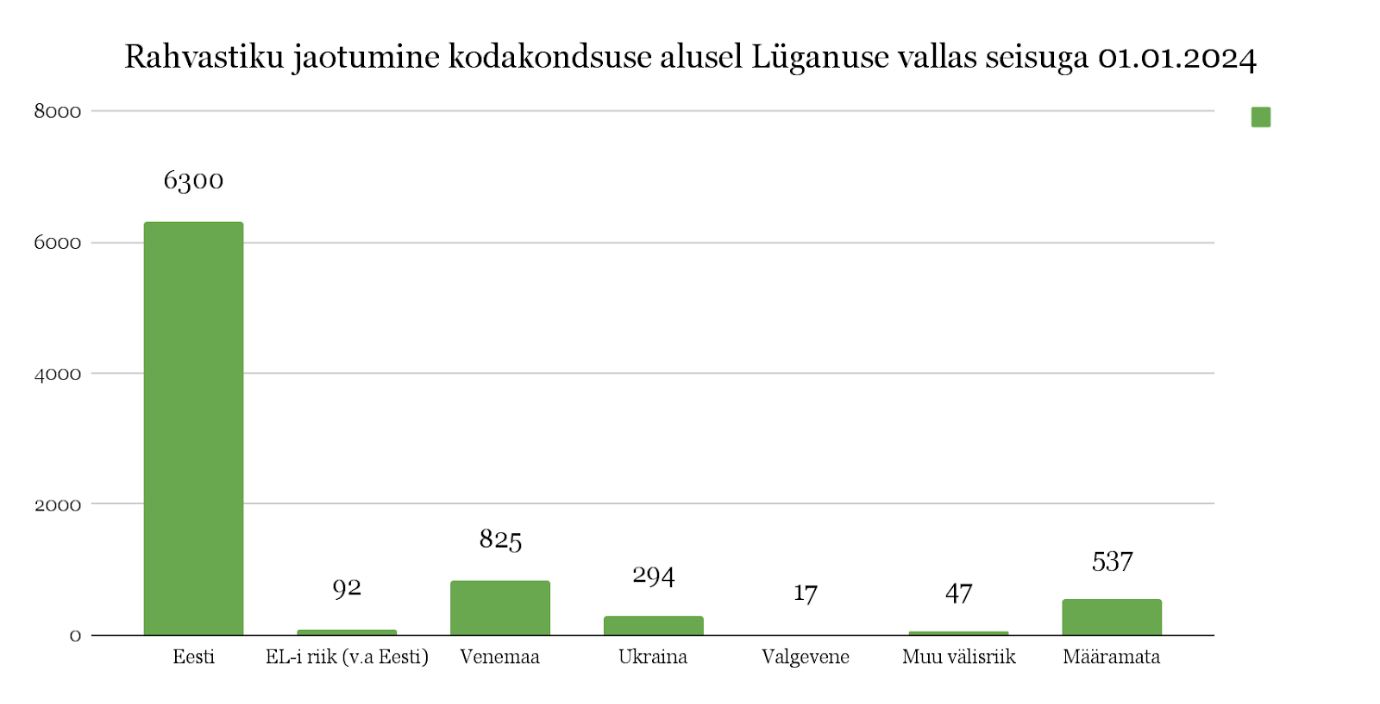 Rahvastiku jaotumine kodakondsuse alusel Lüganuse vallas seisuga 01.01.2024
8000
6000
4000
2000
0
6300
92
825
294
17
47
537
Eesti
EL-i riik (v.a Eesti)
Venemaa
Ukraina
Valgevene
Muu välisriik
Määramata